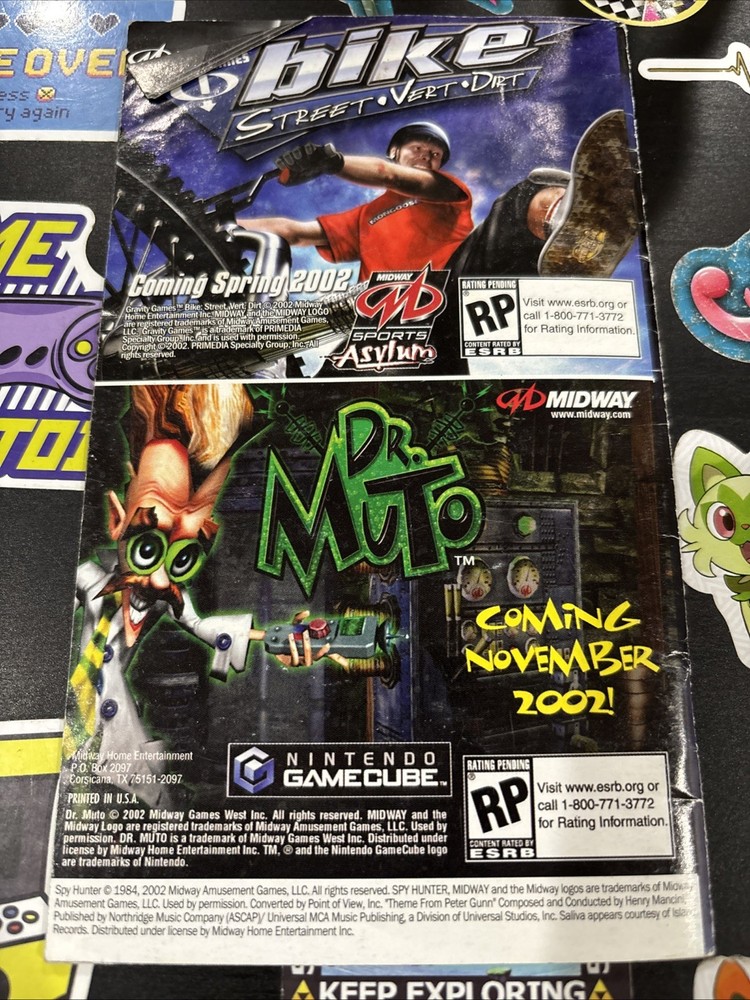 EOVE
ess
ry again
bike
STREET • VERT • DIRT
MONGOOSE
Coming Spring 2002
Gravity Games™ Bike: Street. Vert. Dirt. © 2002 Midway
Home Entertainment Inc. MIDWAY and the MIDWAY LOGO
are registered trademarks of Midway Amusement Games,
LLC. Gravity Games™ is a trademark of PRIMEDIA
Specialty Group, Inc. and is used with permission.
Copyright © 2002. PRIMEDIA Specialty Group, Inc. All
rights reserved.
MIDWAY
SPORTS
Asylum
RATING PENDING
RP
®
CONTENT RATED BY
ESRB
Visit www.esrb.org or
call 1-800-771-3772
for Rating Information.
MIDWAY
www.midway.com
DR.
MUTO
™
COMING
NOVEMBER
2002!
Midway Home Entertainment
P.O. Box 2097
Corsicana, TX 75151-2097
PRINTED IN U.S.A.
NINTENDO
GAMECUBE™
RATING PENDING
RP
®
CONTENT RATED BY
ESRB
Visit www.esrb.org or
call 1-800-771-3772
for Rating Information.
Dr. Muto © 2002 Midway Games West Inc. All rights reserved. MIDWAY and the
Midway Logo are registered trademarks of Midway Amusement Games, LLC. Used by
permission. DR. MUTO is a trademark of Midway Games West Inc. Distributed under
license by Midway Home Entertainment Inc. TM, ® and the Nintendo GameCube logo
are trademarks of Nintendo.
Spy Hunter © 1984, 2002 Midway Amusement Games, LLC. All rights reserved. SPY HUNTER, MIDWAY and the Midway logos are trademarks of Midway
Amusement Games, LLC. Used by permission. Converted by Point of View, Inc. "Theme From Peter Gunn" Composed and Conducted by Henry Mancini,
Published by Northridge Music Company (ASCAP)/ Universal MCA Music Publishing, a Division of Universal Studios, Inc. Saliva appears courtesy of Island
Records. Distributed under license by Midway Home Entertainment Inc.
KEEP EXPLORING